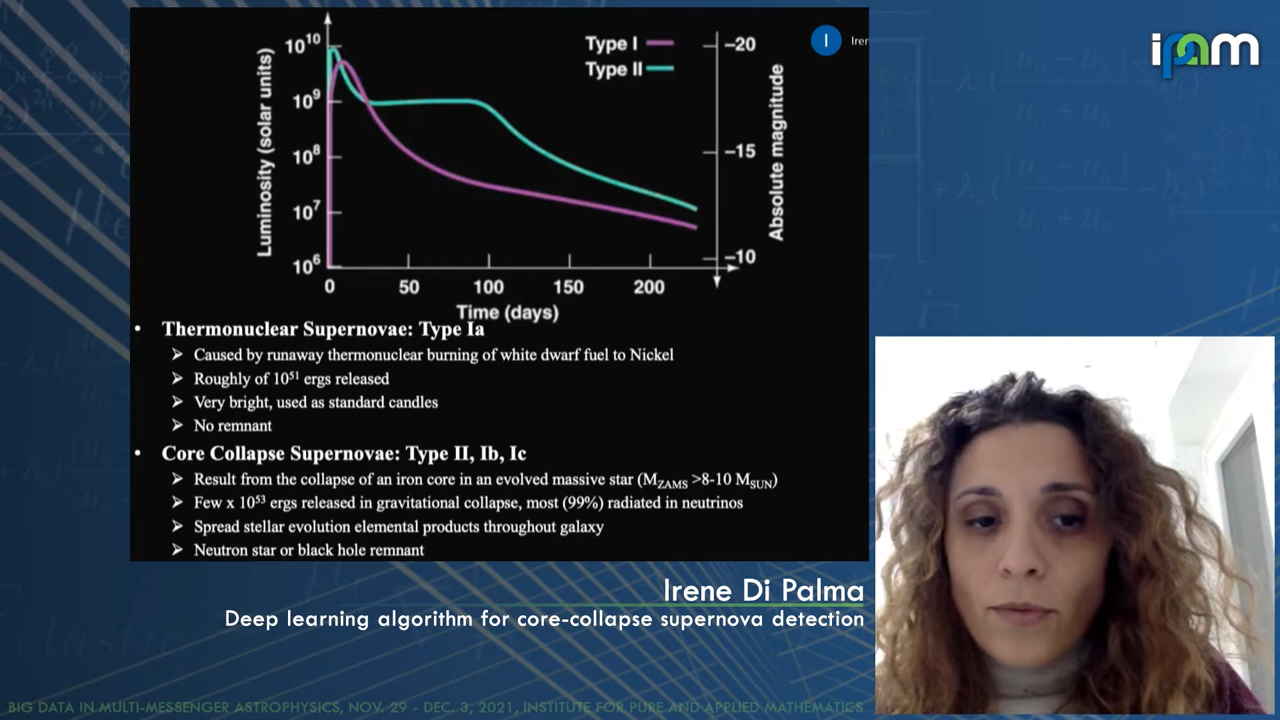 10^10
10^9
10^8
10^7
10^6
Luminosity (solar units)
Type I
Type II
-20
-15
-10
Absolute magnitude
0 50 100 150 200
Time (days)
I Iren
ipam
• Thermonuclear Supernovae: Type Ia
➤ Caused by runaway thermonuclear burning of white dwarf fuel to Nickel
➤ Roughly of 10^51 ergs released
➤ Very bright, used as standard candles
➤ No remnant
• Core Collapse Supernovae: Type II, Ib, Ic
➤ Result from the collapse of an iron core in an evolved massive star (M_ZAMS >8-10 M_SUN)
➤ Few x 10^53 ergs released in gravitational collapse, most (99%) radiated in neutrinos
➤ Spread stellar evolution elemental products throughout galaxy
➤ Neutron star or black hole remnant
Irene Di Palma
Deep learning algorithm for core-collapse supernova detection
BIG DATA IN MULTI-MESSENGER ASTROPHYSICS, NOV. 29 - DEC. 3, 2021, INSTITUTE FOR PURE AND APPLIED MATHEMATICS